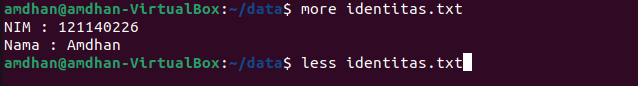 amdhan@amdhan-VirtualBox:~/data$ more identitas.txt
NIM : 121140226
Nama : Amdhan
amdhan@amdhan-VirtualBox:~/data$ less identitas.txt